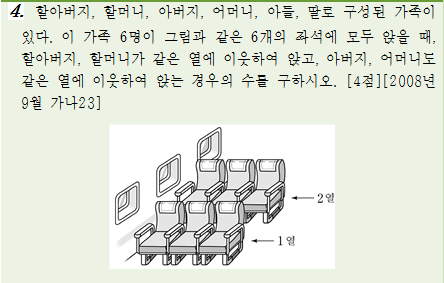 4. 할아버지, 할머니, 아버지, 어머니, 아들, 딸로 구성된 가족이
있다. 이 가족 6명이 그림과 같은 6개의 좌석에 모두 앉을 때,
할아버지, 할머니가 같은 열에 이웃하여 앉고, 아버지, 어머니도
같은 열에 이웃하여 앉는 경우의 수를 구하시오. [4점][2008년
9월 가나23]
2열
1열